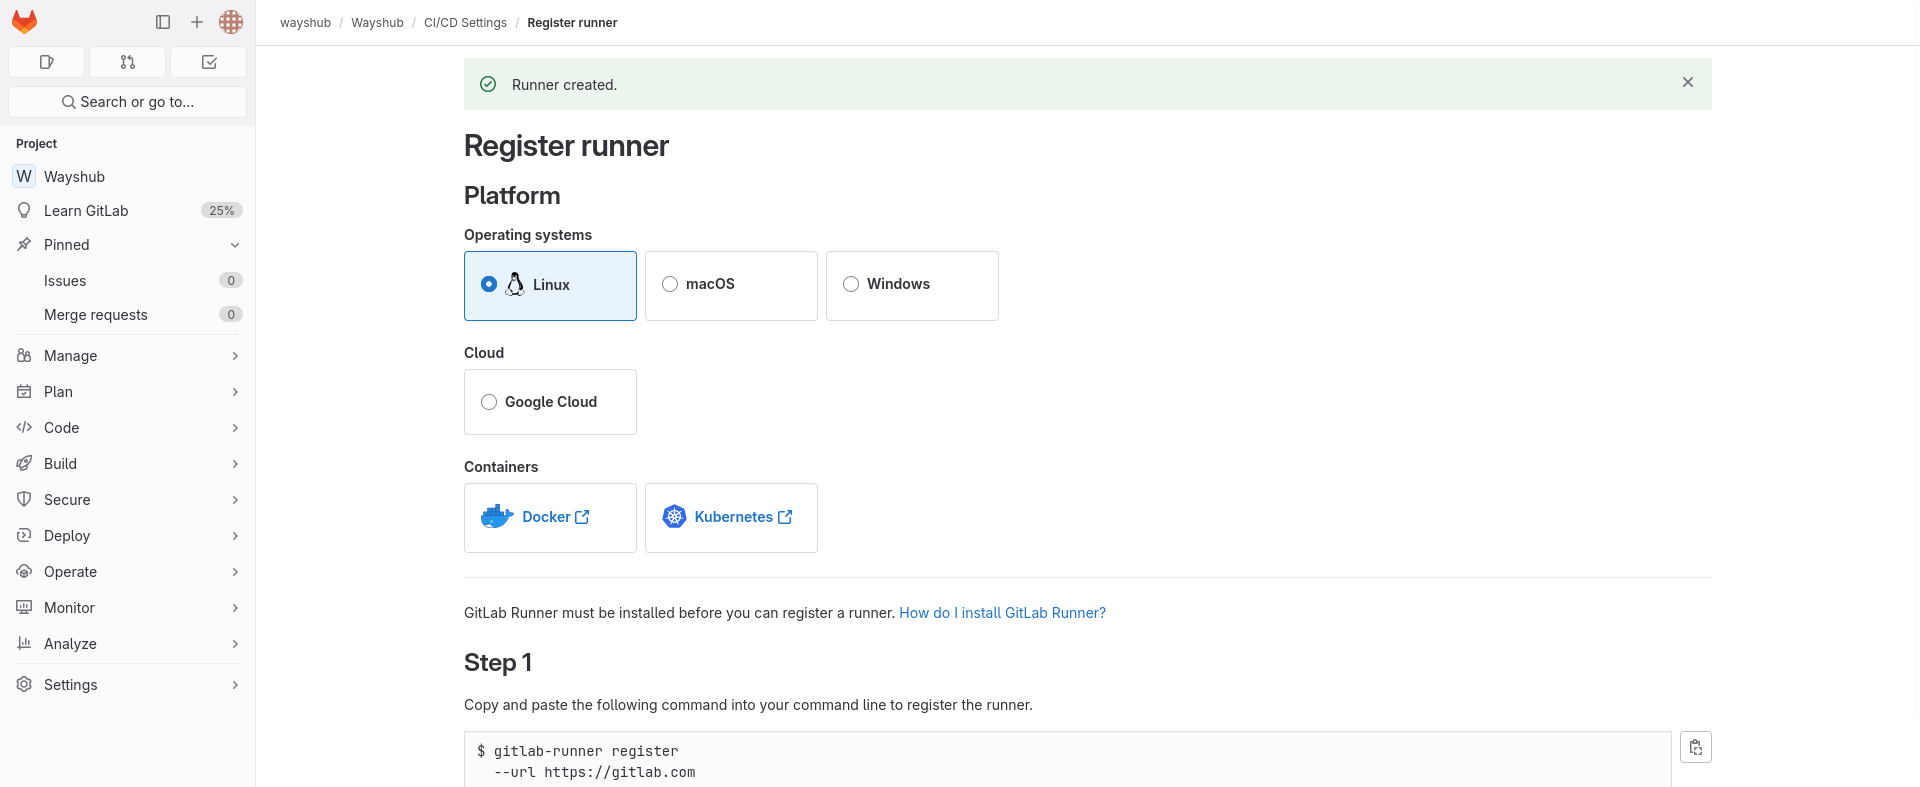 wayshub / Wayshub / CI/CD Settings / Register runner
Search or go to...
Project
W Wayshub
Learn GitLab 25%
Pinned
Issues 0
Merge requests 0
Manage
Plan
Code
Build
Secure
Deploy
Operate
Monitor
Analyze
Settings
Runner created.
Register runner
Platform
Operating systems
Linux macOS Windows
Cloud
Google Cloud
Containers
Docker Kubernetes
GitLab Runner must be installed before you can register a runner. How do I install GitLab Runner?
Step 1
Copy and paste the following command into your command line to register the runner.
$ gitlab-runner register
--url https://gitlab.com